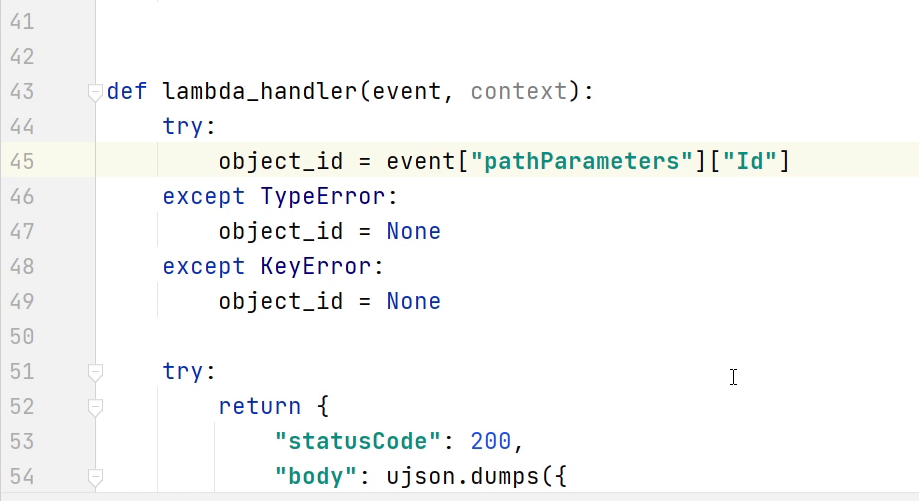 41
42
43 def lambda_handler(event, context):
44 try:
45 object_id = event["pathParameters"]["Id"]
46 except TypeError:
47 object_id = None
48 except KeyError:
49 object_id = None
50
51 try:
52 return {
53 "statusCode": 200,
54 "body": ujson.dumps({